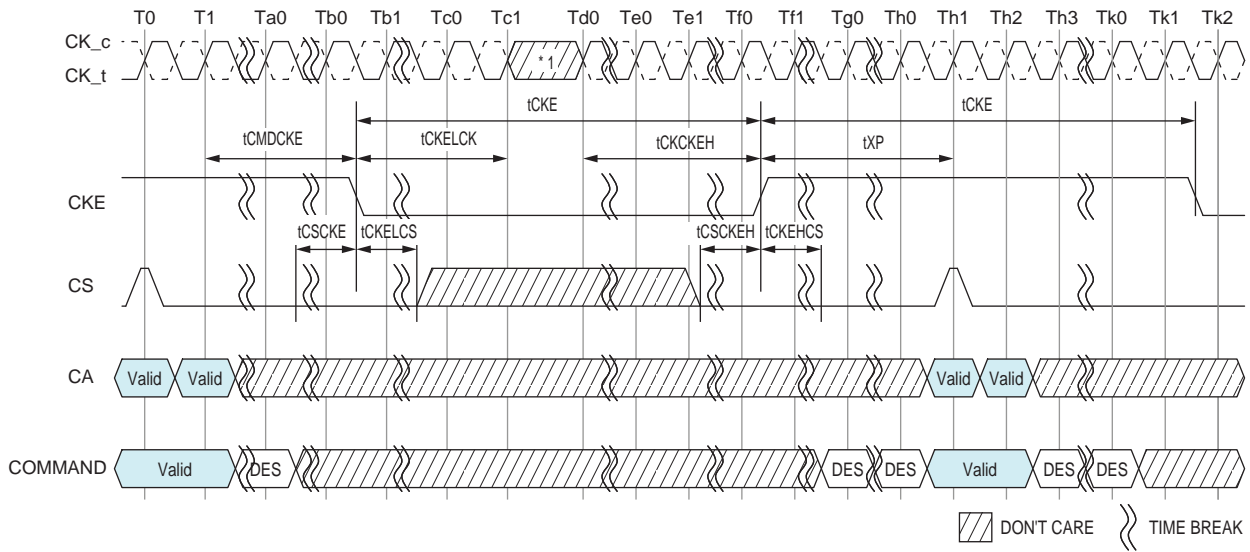 T0 T1 Ta0 Tb0 Tb1 Tc0 Tc1 Td0 Te0 Te1 Tf0 Tf1 Tg0 Th0 Th1 Th2 Th3 Tk0 Tk1 Tk2
CK_c
* 1
CK_t
tCKE tCKE
tCMDCKE tCKELCK tCKCKEH tXP
CKE
tCSCKE tCKELCS tCSCKEH tCKEHCS
CS
CA Valid Valid Valid Valid
COMMAND Valid DES DES DES Valid DES DES
DON'T CARE TIME BREAK